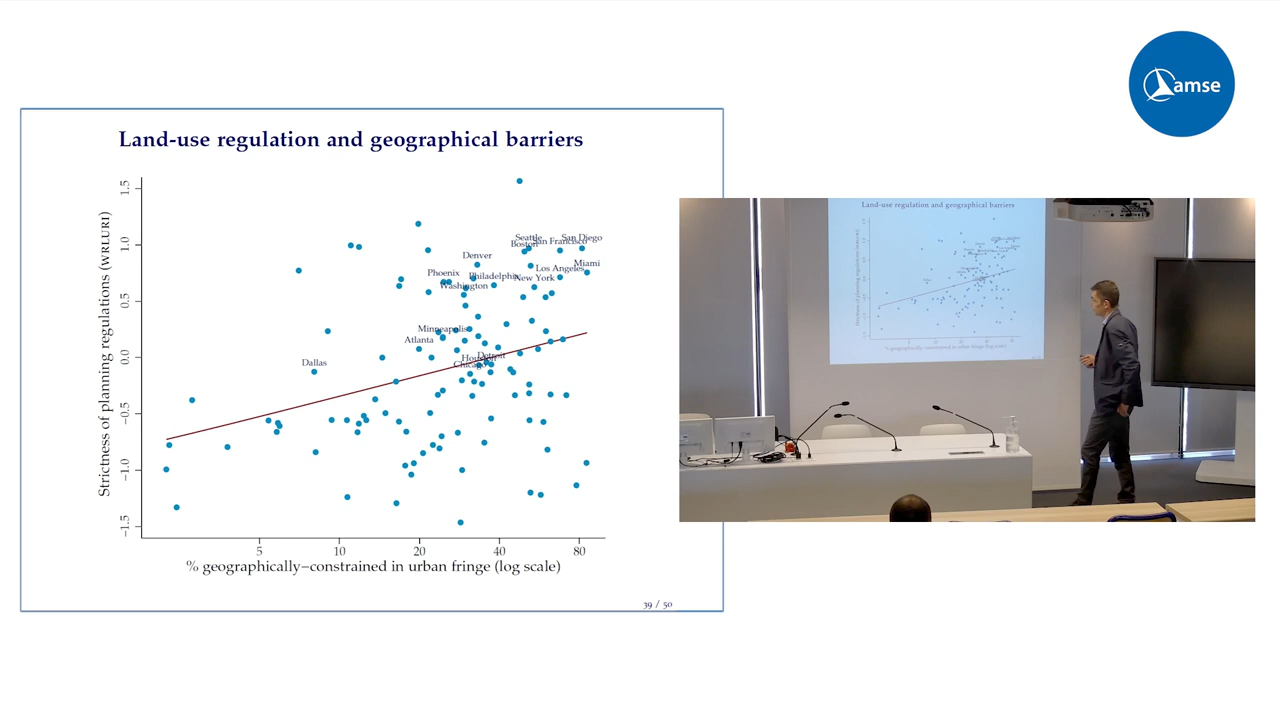 amse
Land-use regulation and geographical barriers
Strictness of planning regulations (WRLURI)
1.5
1.0
0.5
0.0
−0.5
−1.0
−1.5
Seattle
San Diego
Boston
San Francisco
Denver
Miami
Los Angeles
Phoenix
Philadelphia
New York
Washington
Minneapolis
Atlanta
Detroit
Houston
Dallas
Chicago
5
10
20
40
80
% geographically−constrained in urban fringe (log scale)
39 / 50
Land-use regulation and geographical barriers